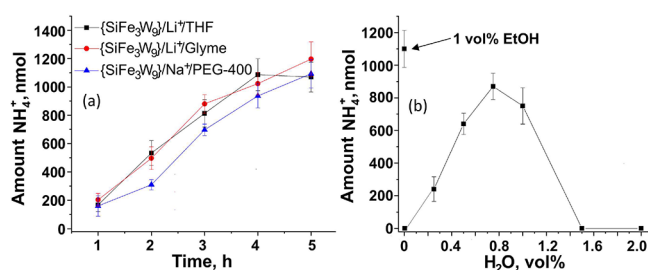 {SiFe3W9}/Li+/THF
{SiFe3W9}/Li+/Glyme
{SiFe3W9}/Na+/PEG-400
(a)
Amount NH4+, nmol
1400
1200
1000
800
600
400
200
0
1 2 3 4 5
Time, h
1 vol% EtOH
(b)
Amount NH4+, nmol
1200
1000
800
600
400
200
0
0.0 0.4 0.8 1.2 1.6 2.0
H2O, vol%